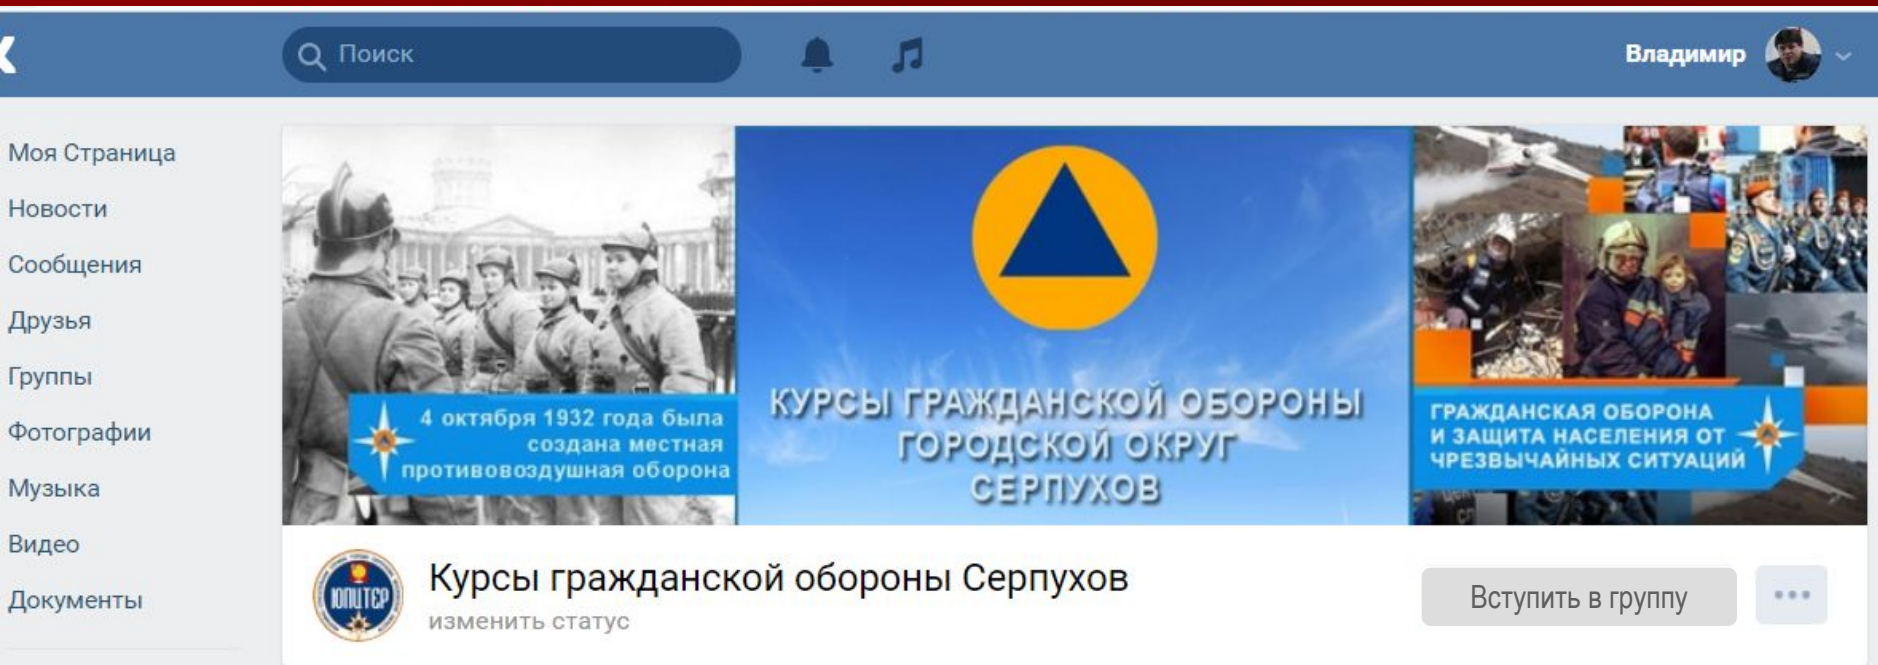 Поиск
Владимир
Моя Страница
Новости
Сообщения
Друзья
Группы
Фотографии
Музыка
Видео
Документы
4 октября 1932 года была
создана местная
противовоздушная оборона
КУРСЫ ГРАЖДАНСКОЙ ОБОРОНЫ
ГОРОДСКОЙ ОКРУГ
СЕРПУХОВ
ГРАЖДАНСКАЯ ОБОРОНА
И ЗАЩИТА НАСЕЛЕНИЯ ОТ
ЧРЕЗВЫЧАЙНЫХ СИТУАЦИЙ
ЮПИТЕР
Курсы гражданской обороны Серпухов
изменить статус
Вступить в группу